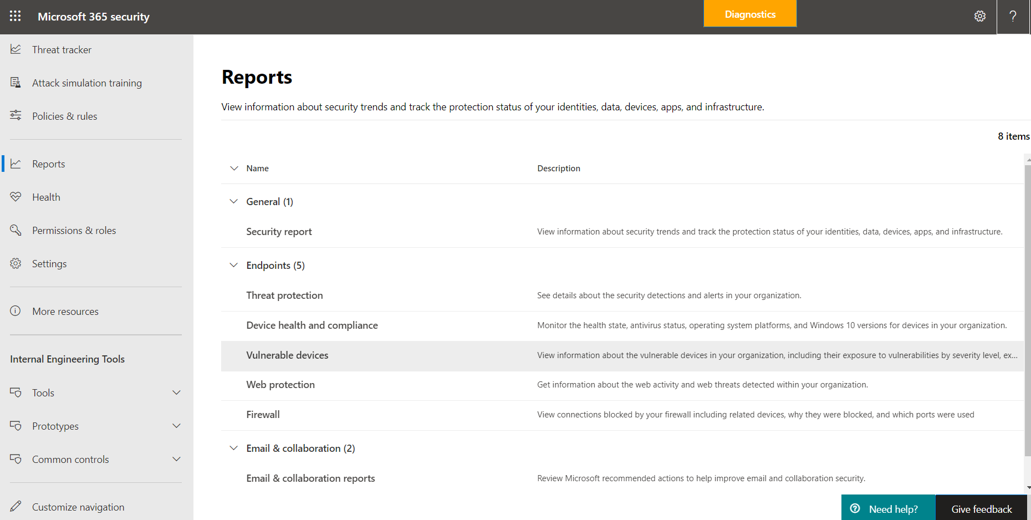 Microsoft 365 security
Diagnostics
?
Threat tracker
Attack simulation training
Policies & rules
Reports
Health
Permissions & roles
Settings
More resources
Internal Engineering Tools
Tools
Prototypes
Common controls
Customize navigation
Reports
View information about security trends and track the protection status of your identities, data, devices, apps, and infrastructure.
8 items
Name Description
General (1)
Security report View information about security trends and track the protection status of your identities, data, devices, apps, and infrastructure.
Endpoints (5)
Threat protection See details about the security detections and alerts in your organization.
Device health and compliance Monitor the health state, antivirus status, operating system platforms, and Windows 10 versions for devices in your organization.
Vulnerable devices View information about the vulnerable devices in your organization, including their exposure to vulnerabilities by severity level, ex...
Web protection Get information about the web activity and web threats detected within your organization.
Firewall View connections blocked by your firewall including related devices, why they were blocked, and which ports were used
Email & collaboration (2)
Email & collaboration reports Review Microsoft recommended actions to help improve email and collaboration security.
Need help? Give feedback